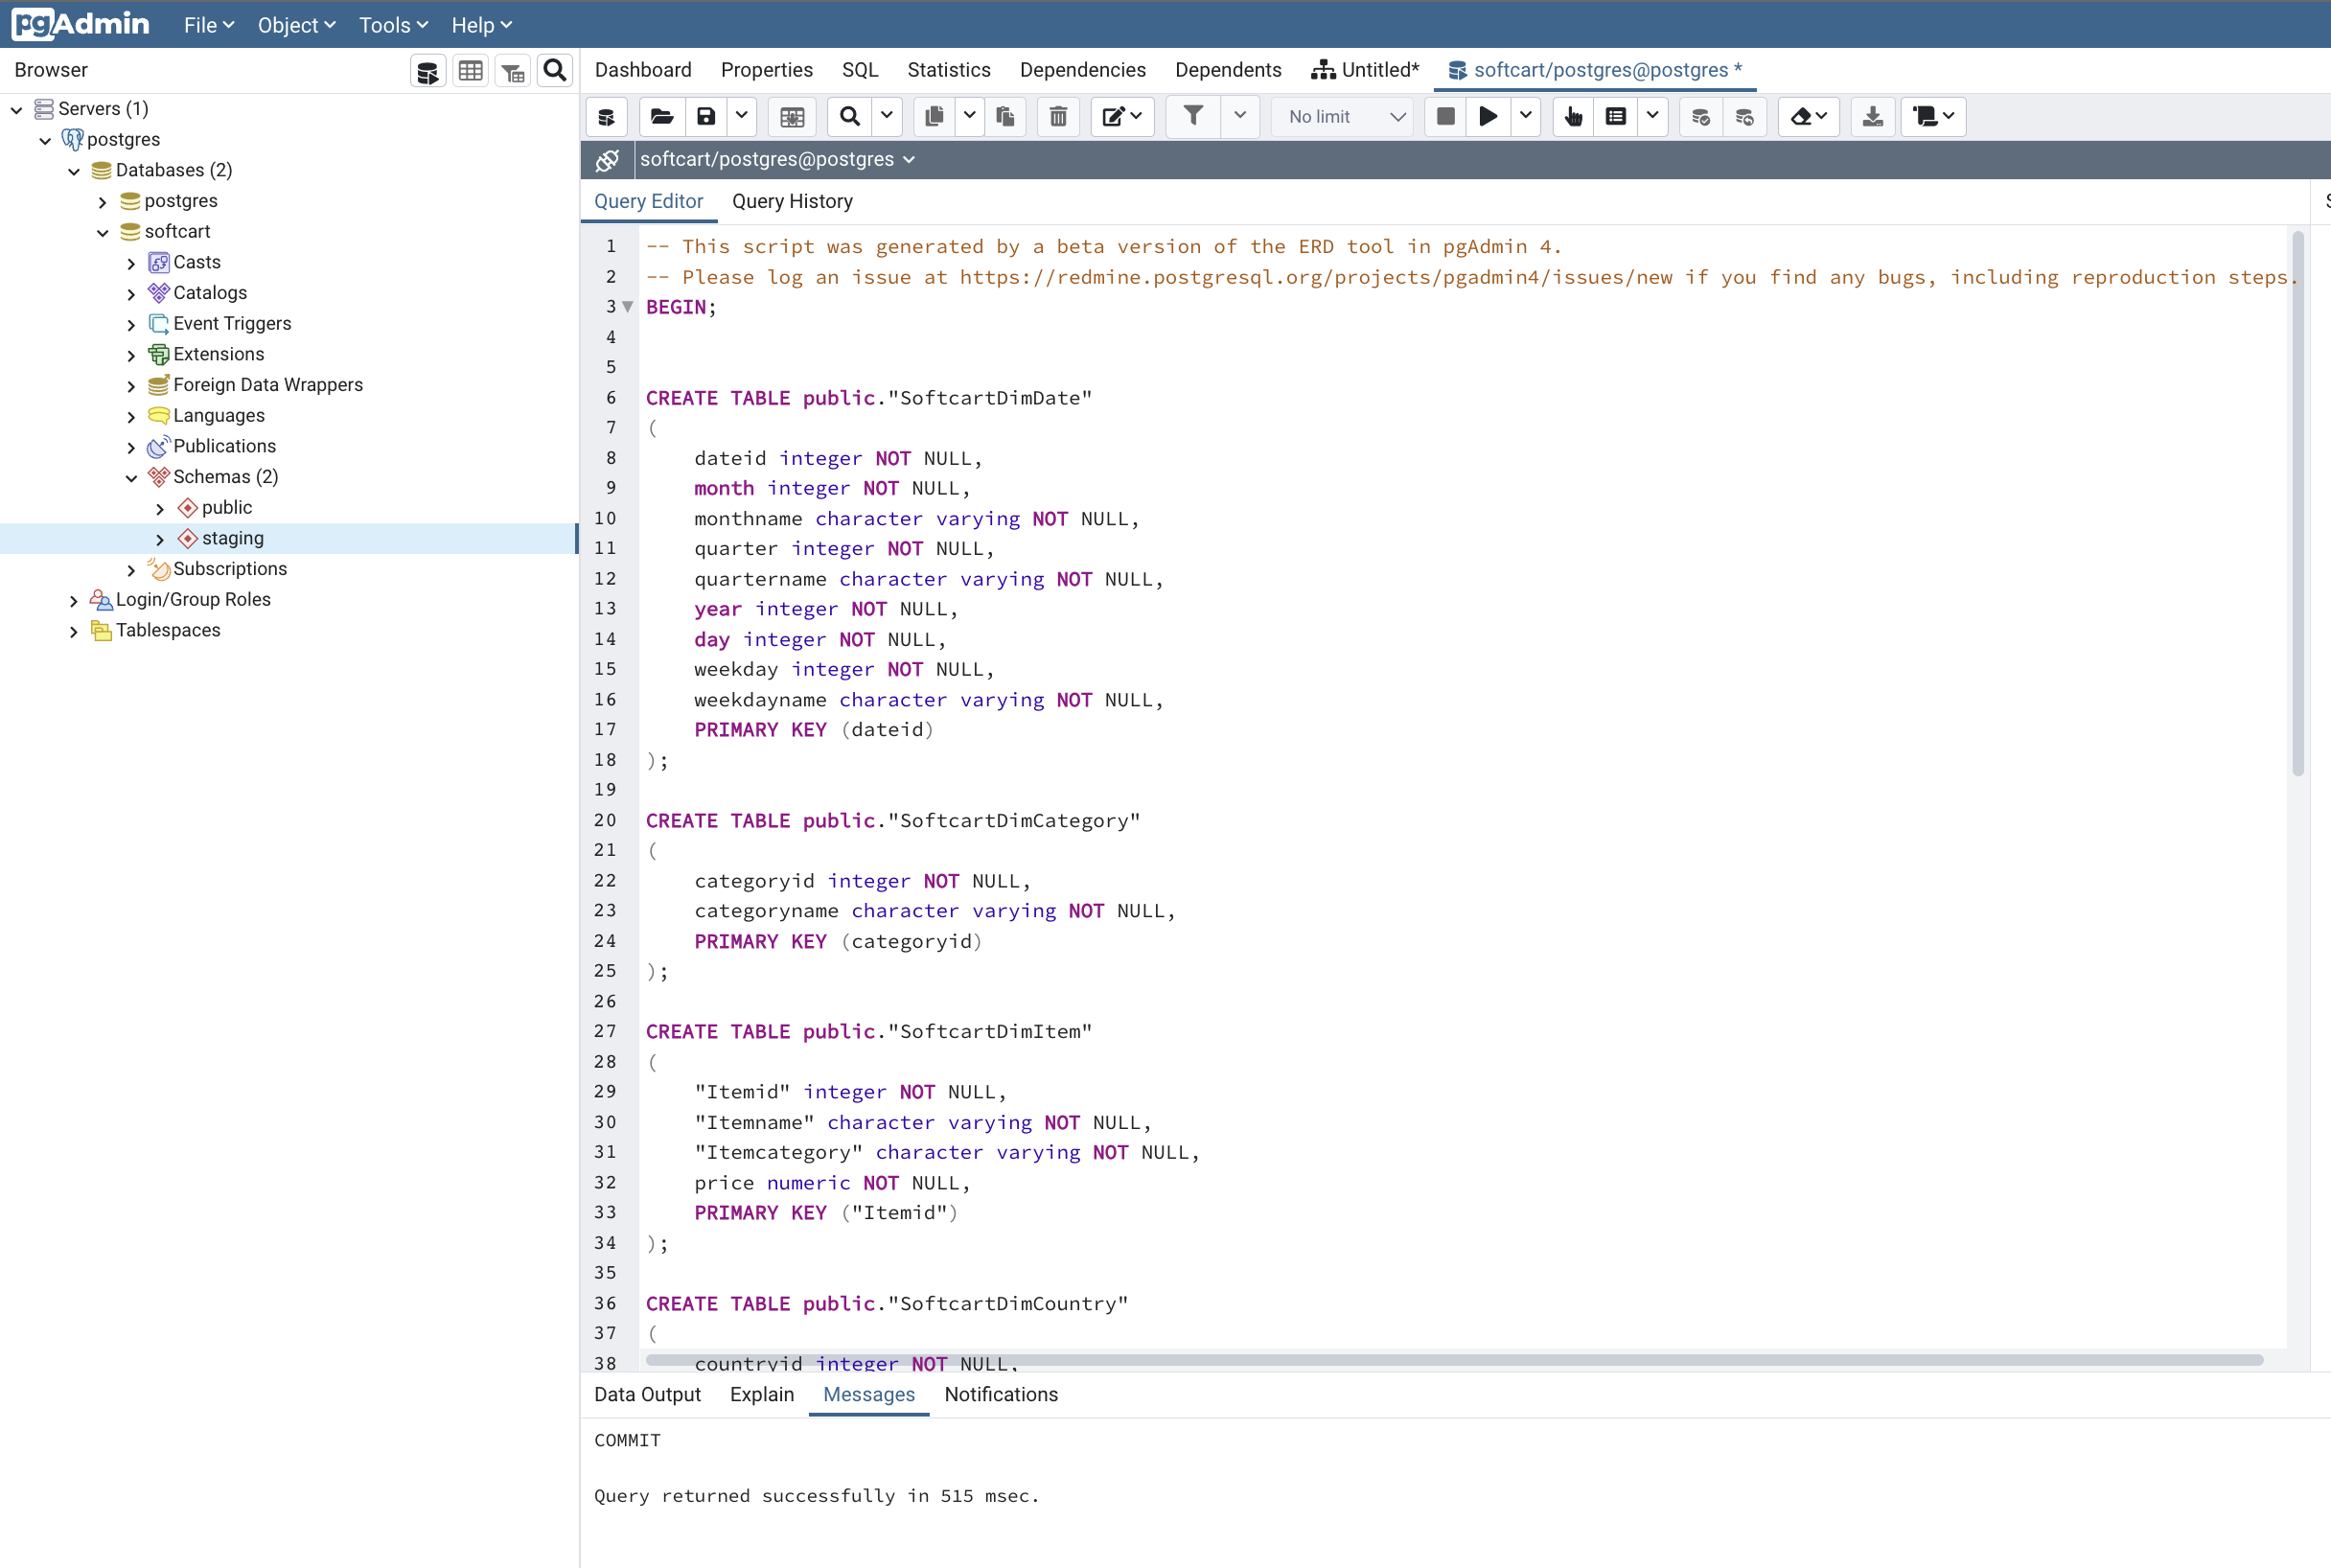 pgAdmin File Object Tools Help
Browser
Dashboard Properties SQL Statistics Dependencies Dependents Untitled* softcart/postgres@postgres *
Servers (1)
postgres
Databases (2)
postgres
softcart
Casts
Catalogs
Event Triggers
Extensions
Foreign Data Wrappers
Languages
Publications
Schemas (2)
public
staging
Subscriptions
Login/Group Roles
Tablespaces
No limit
softcart/postgres@postgres
Query Editor Query History
1 -- This script was generated by a beta version of the ERD tool in pgAdmin 4.
2 -- Please log an issue at https://redmine.postgresql.org/projects/pgadmin4/issues/new if you find any bugs, including reproduction steps.
3 BEGIN;
4
5
6 CREATE TABLE public."SoftcartDimDate"
7 (
8 dateid integer NOT NULL,
9 month integer NOT NULL,
10 monthname character varying NOT NULL,
11 quarter integer NOT NULL,
12 quartername character varying NOT NULL,
13 year integer NOT NULL,
14 day integer NOT NULL,
15 weekday integer NOT NULL,
16 weekdayname character varying NOT NULL,
17 PRIMARY KEY (dateid)
18 );
19
20 CREATE TABLE public."SoftcartDimCategory"
21 (
22 categoryid integer NOT NULL,
23 categoryname character varying NOT NULL,
24 PRIMARY KEY (categoryid)
25 );
26
27 CREATE TABLE public."SoftcartDimItem"
28 (
29 "Itemid" integer NOT NULL,
30 "Itemname" character varying NOT NULL,
31 "Itemcategory" character varying NOT NULL,
32 price numeric NOT NULL,
33 PRIMARY KEY ("Itemid")
34 );
35
36 CREATE TABLE public."SoftcartDimCountry"
37 (
38 countryid integer NOT NULL,
Data Output Explain Messages Notifications
COMMIT
Query returned successfully in 515 msec.